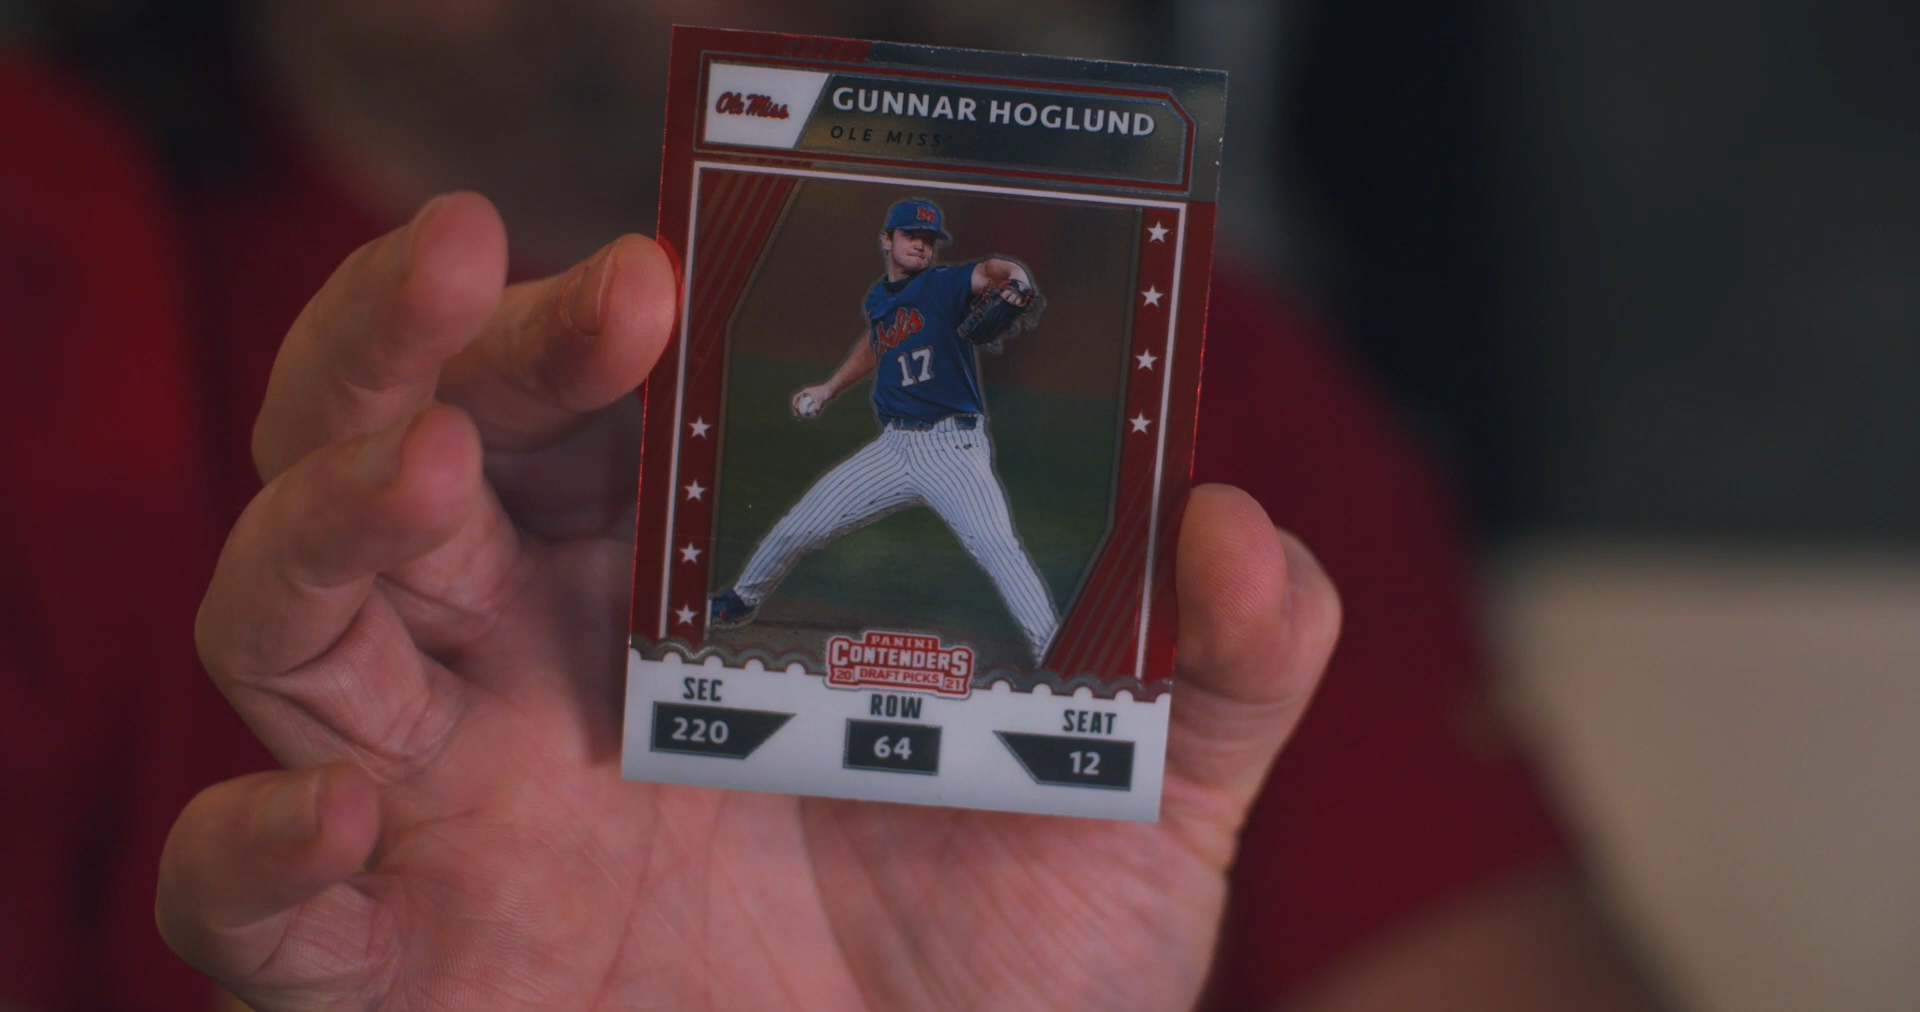 Ole Miss
GUNNAR HOGLUND
OLE MISS
M
Rebels
17
PANINI
CONTENDERS
20 DRAFT PICKS 21
SEC
220
ROW
64
SEAT
12